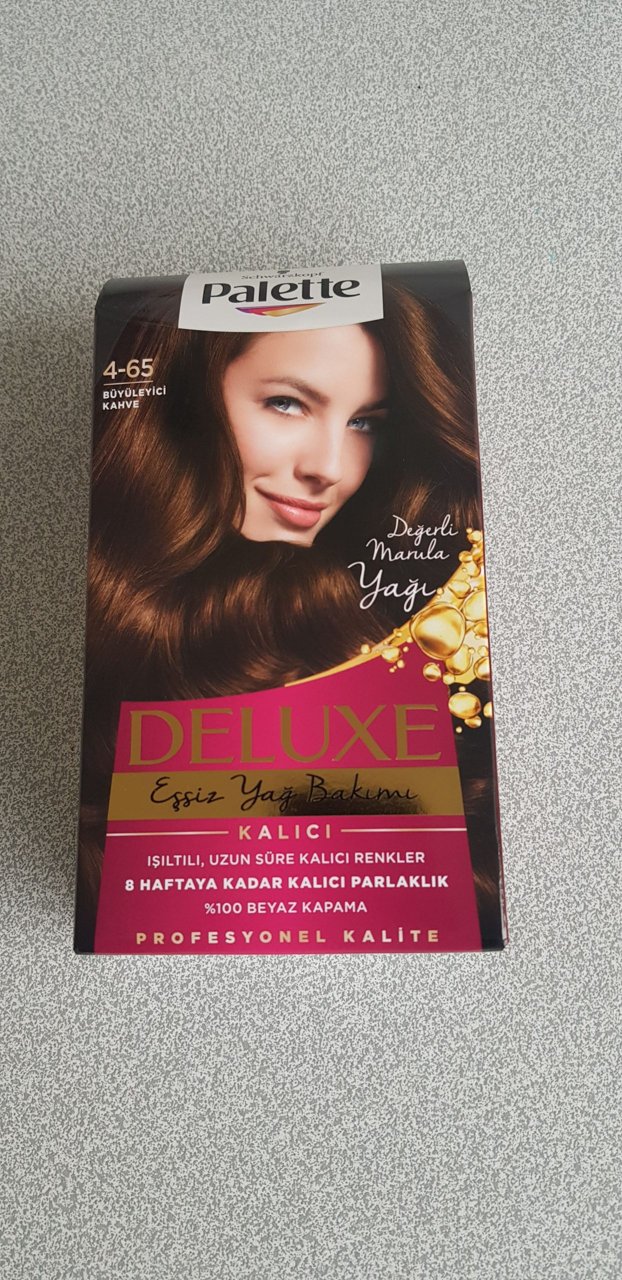 Schwarzkopf
Palette
4-65
BÜYÜLEYİCİ
KAHVE
Değerli
Marula
Yağı
DELUXE
Eşsiz Yağ Bakımı
KALICI
IŞILTILI, UZUN SÜRE KALICI RENKLER
8 HAFTAYA KADAR KALICI PARLAKLIK
%100 BEYAZ KAPAMA
PROFESYONEL KALİTE